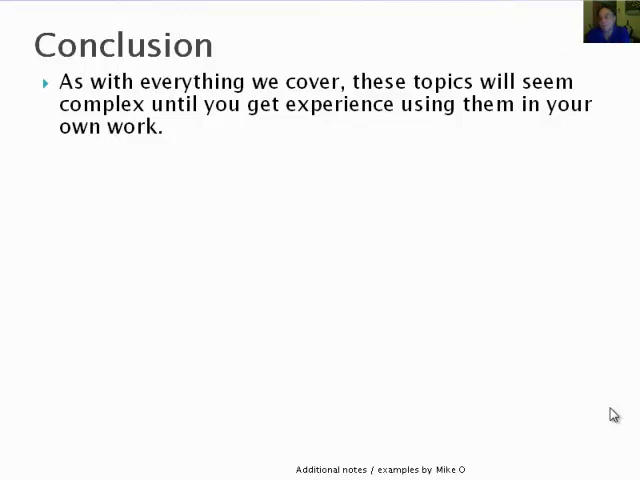 Conclusion
As with everything we cover, these topics will seem
complex until you get experience using them in your
own work.
Additional notes / examples by Mike O